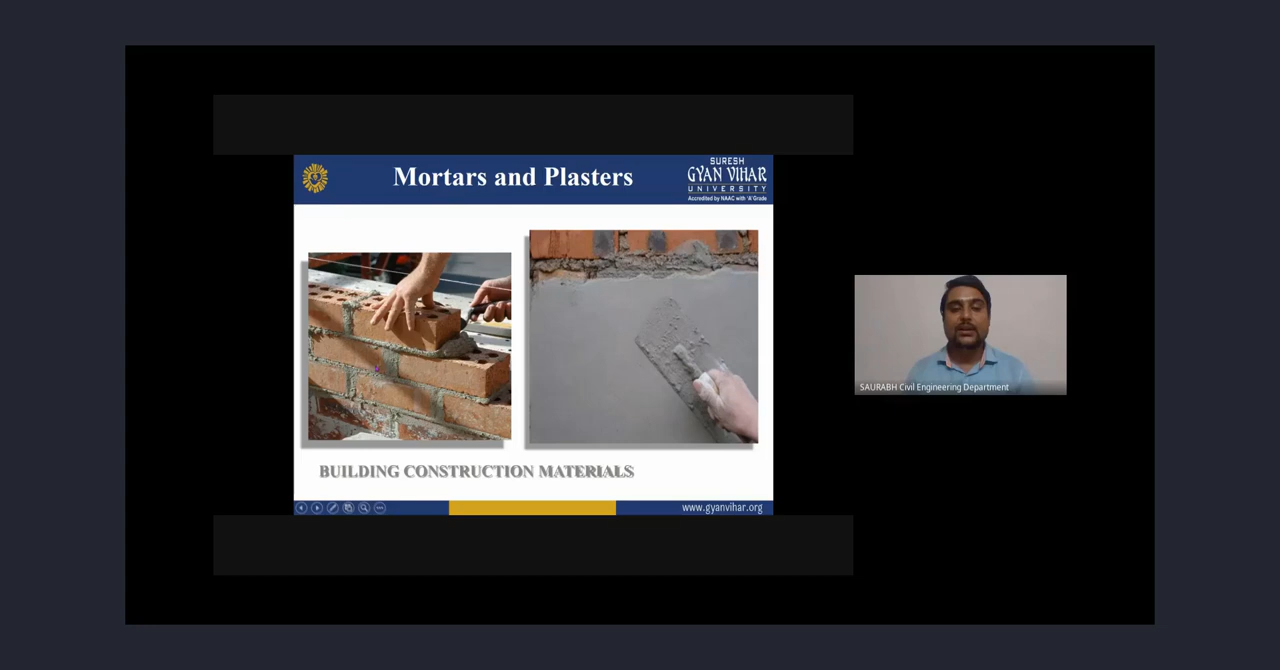 Mortars and Plasters
SURESH
GYAN VIHAR
UNIVERSITY
Accredited by NAAC with 'A' Grade
BUILDING CONSTRUCTION MATERIALS
www.gyanvihar.org
SAURABH Civil Engineering Department